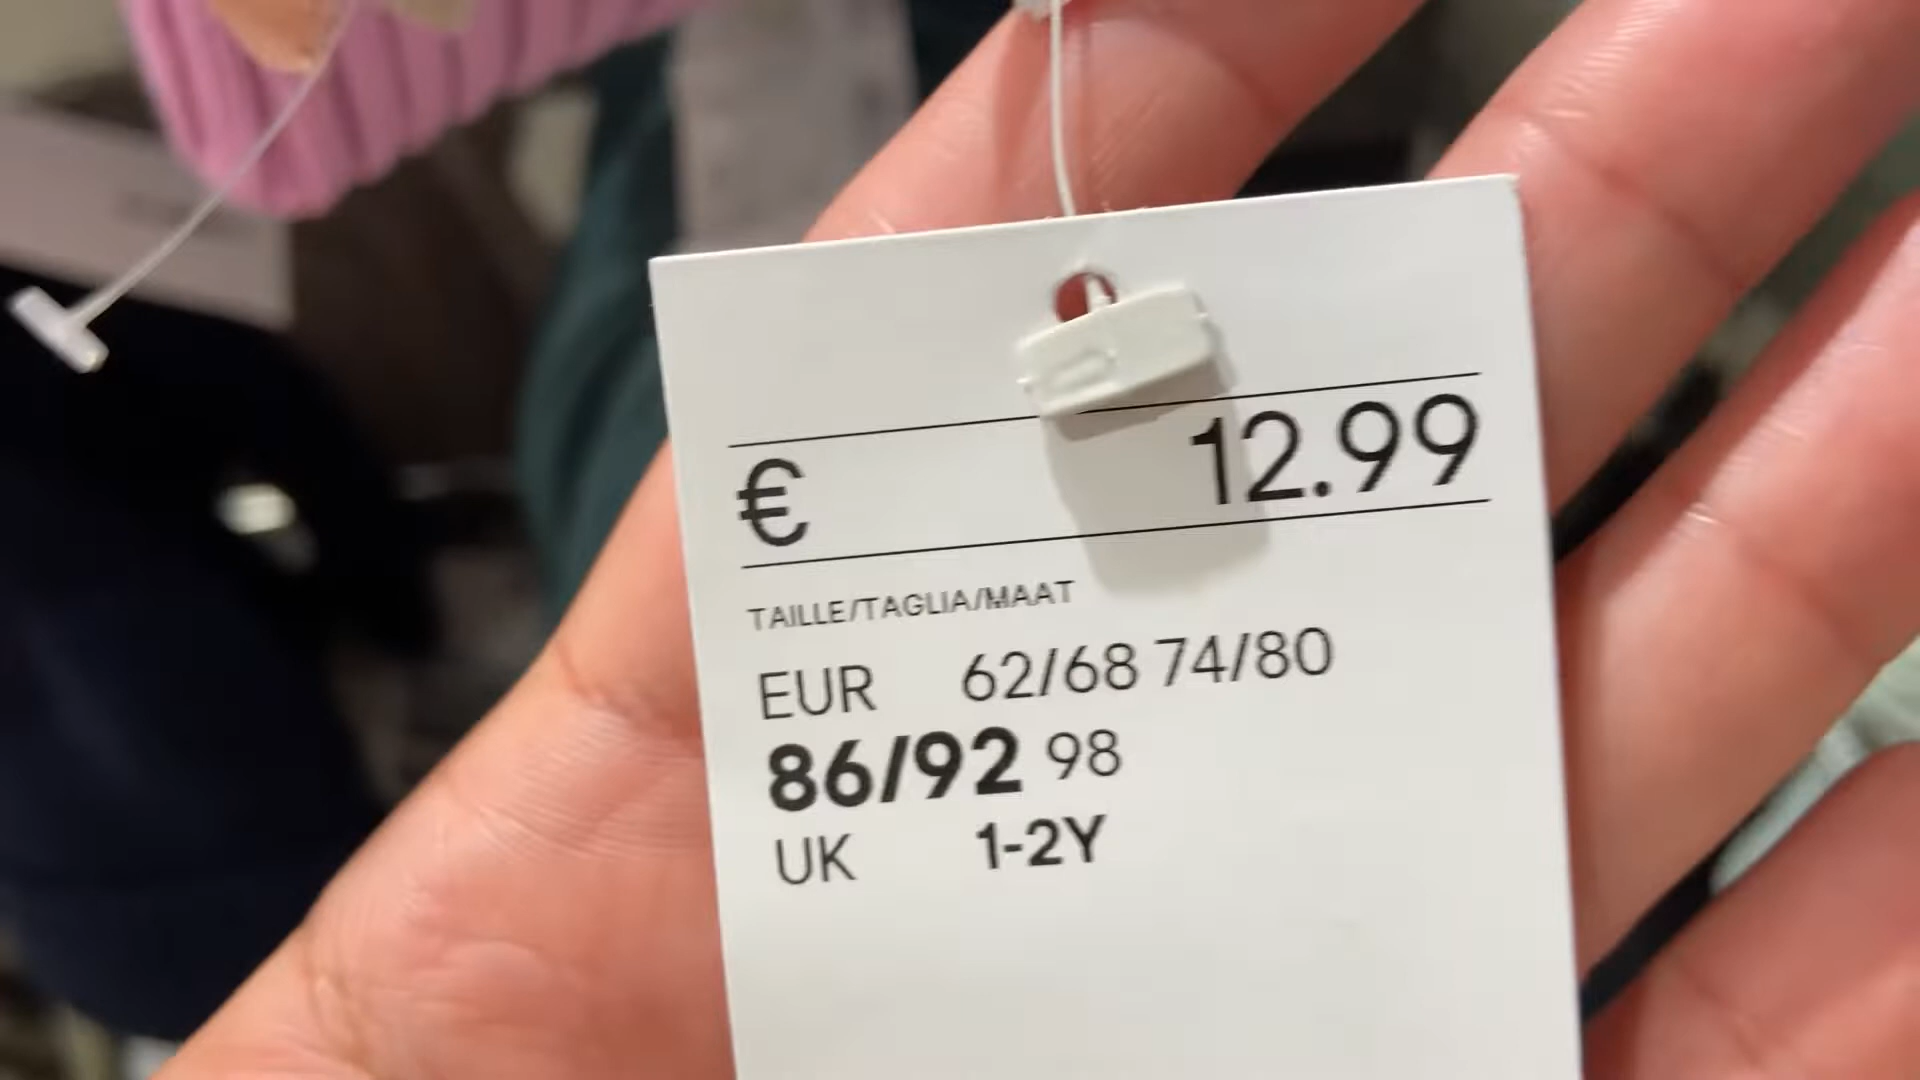 € 12.99
TAILLE/TAGLIA/MAAT
EUR 62/68 74/80
86/92 98
UK 1-2Y